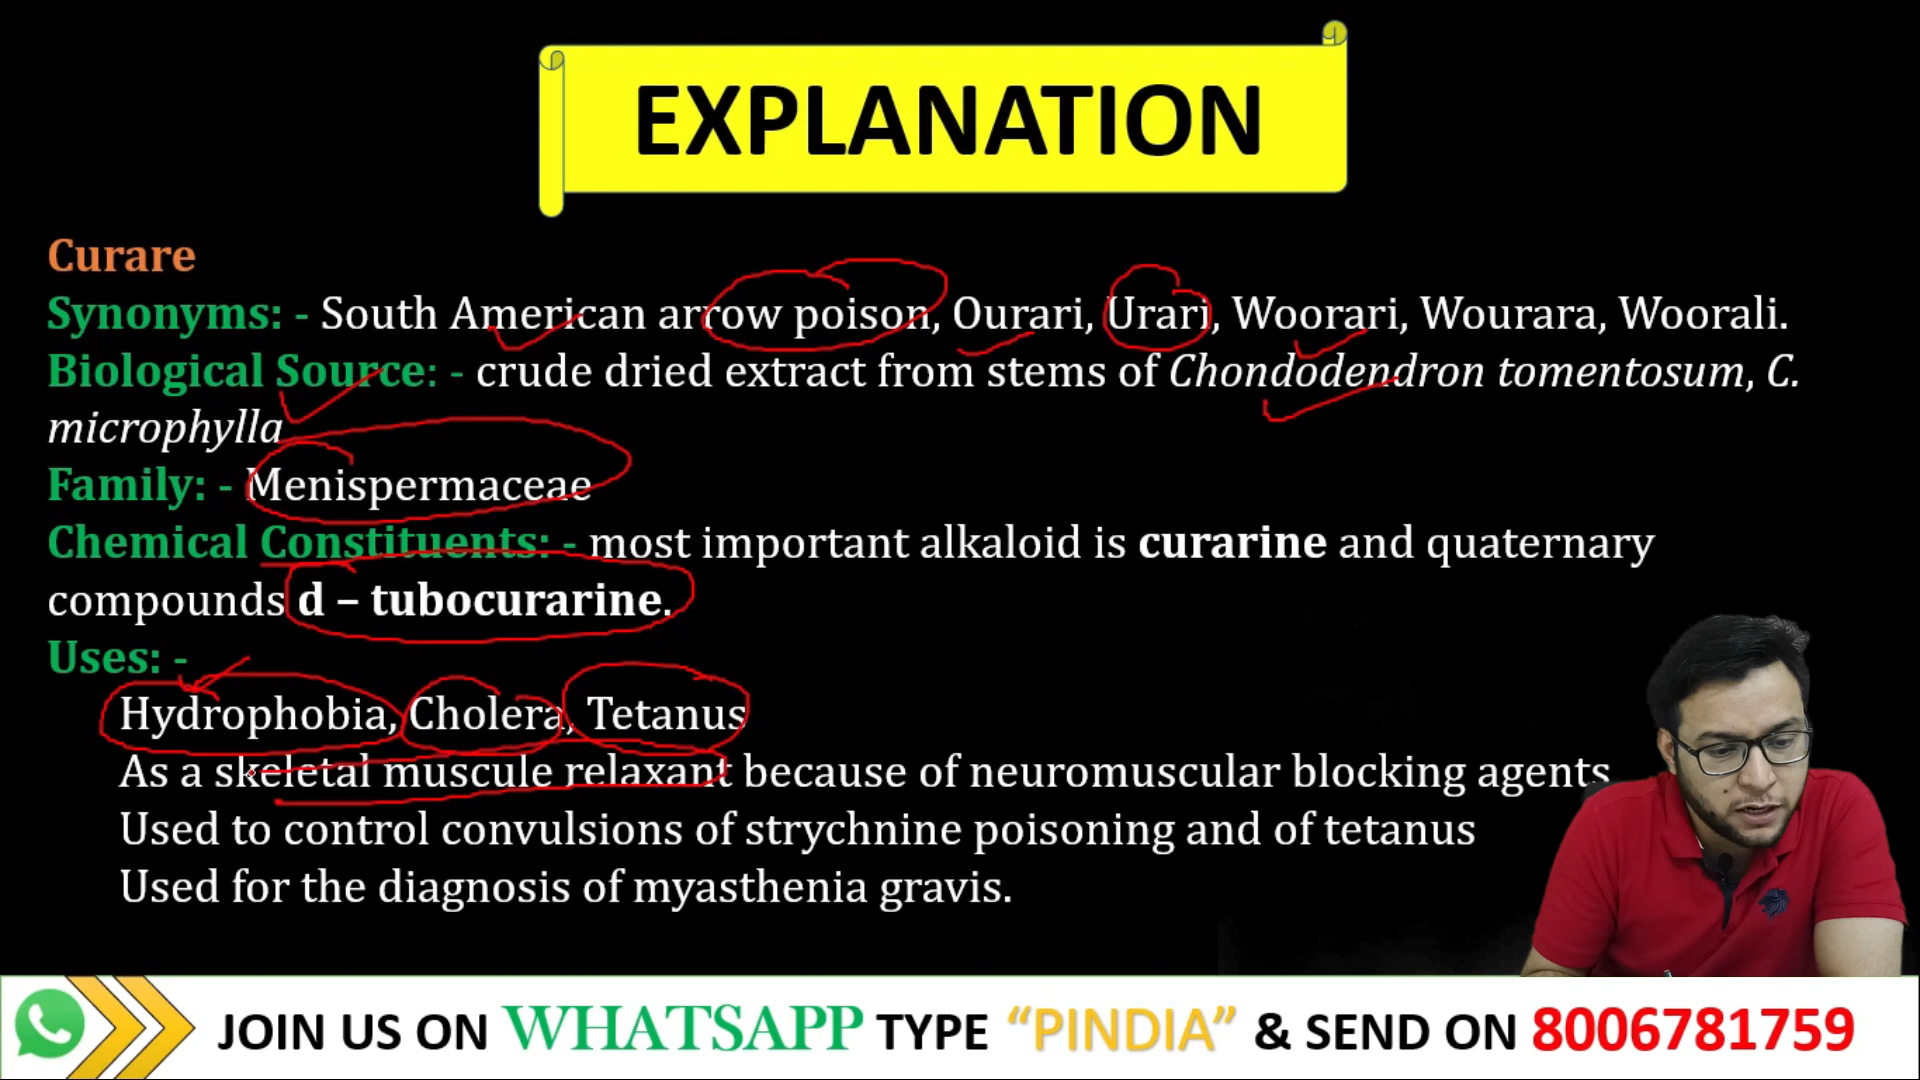 EXPLANATION
Curare
Synonyms: - South American arrow poison, Ourari, Urari, Woorari, Wourara, Woorali.
Biological Source: - crude dried extract from stems of Chondodendron tomentosum, C.
microphylla
Family: - Menispermaceae
Chemical Constituents: - most important alkaloid is curarine and quaternary
compounds d – tubocurarine.
Uses: -
Hydrophobia, Cholera, Tetanus
As a skeletal muscule relaxant because of neuromuscular blocking agents
Used to control convulsions of strychnine poisoning and of tetanus
Used for the diagnosis of myasthenia gravis.
JOIN US ON WHATSAPP TYPE “PINDIA” & SEND ON 8006781759